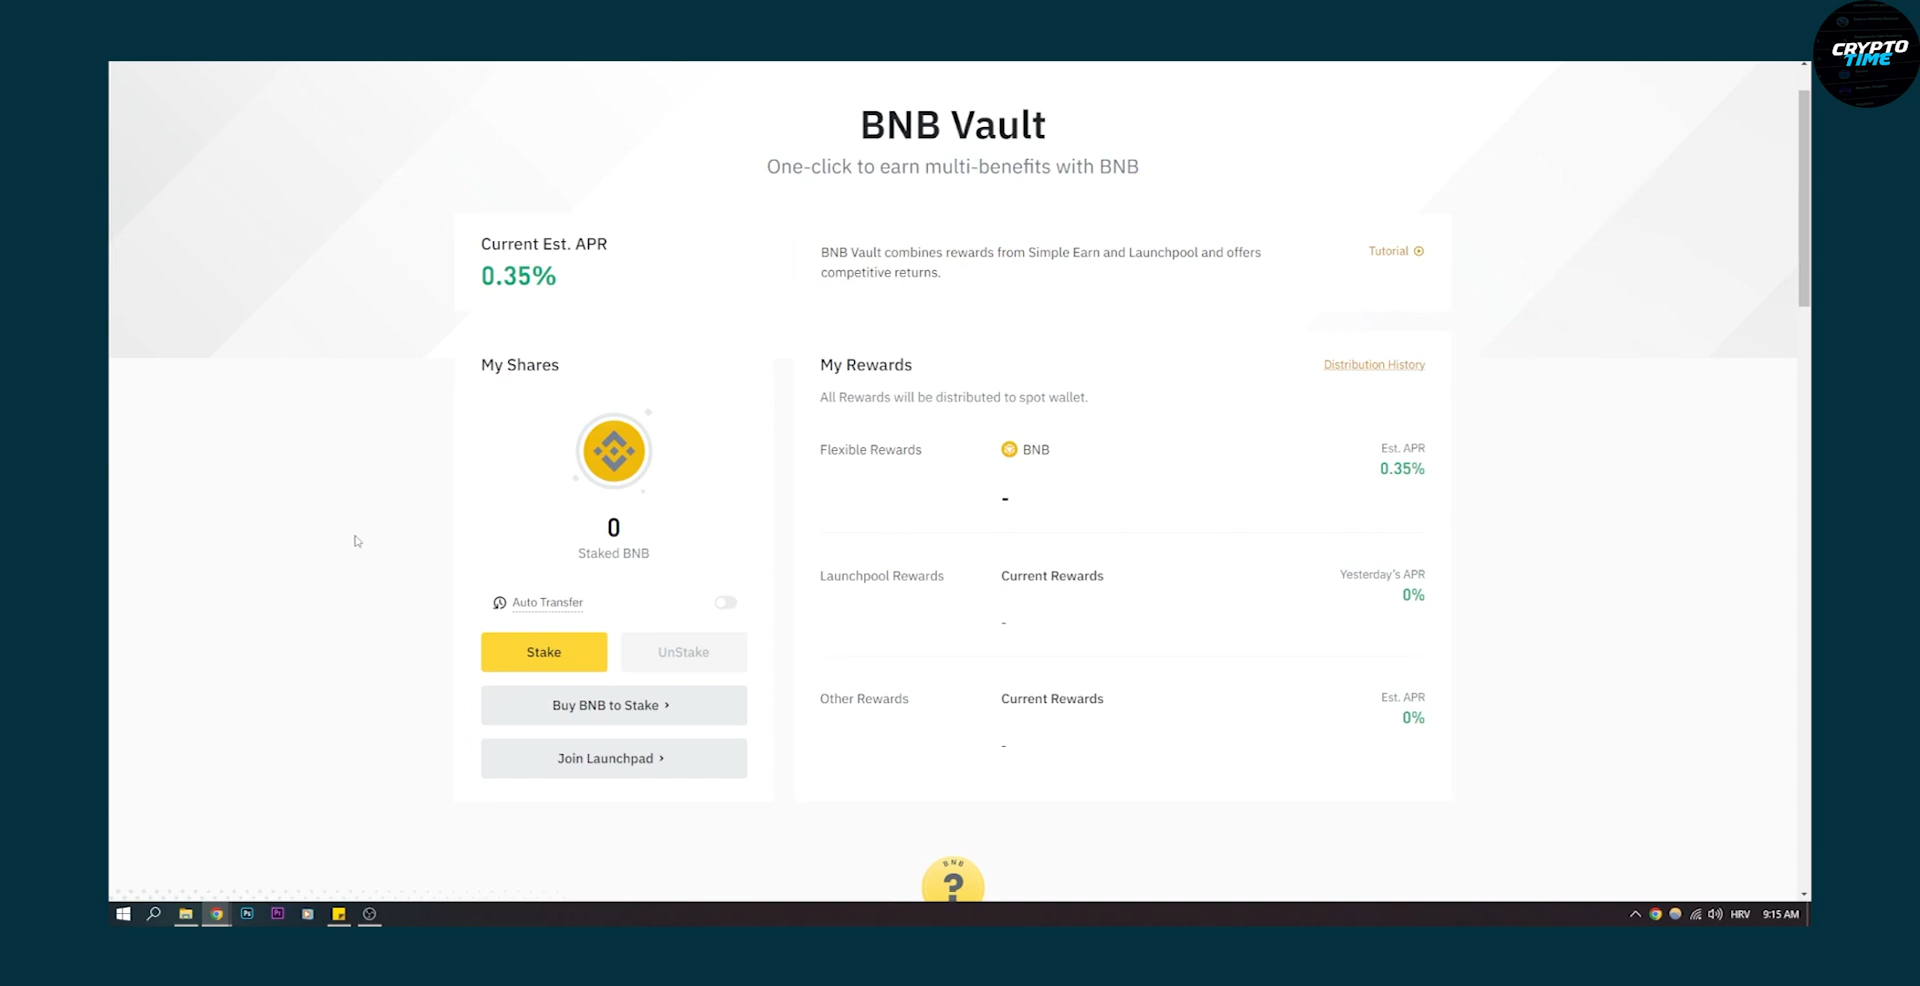 CRYPTO
TIME
BNB Vault
One-click to earn multi-benefits with BNB
Current Est. APR
0.35%
BNB Vault combines rewards from Simple Earn and Launchpool and offers
competitive returns.
Tutorial
My Shares
0
Staked BNB
Auto Transfer
Stake
UnStake
Buy BNB to Stake ›
Join Launchpad ›
My Rewards
Distribution History
All Rewards will be distributed to spot wallet.
Flexible Rewards
BNB
Est. APR
0.35%
-
Launchpool Rewards
Current Rewards
Yesterday's APR
0%
-
Other Rewards
Current Rewards
Est. APR
0%
-
BNB
?
Ps
Pr
HRV
9:15 AM